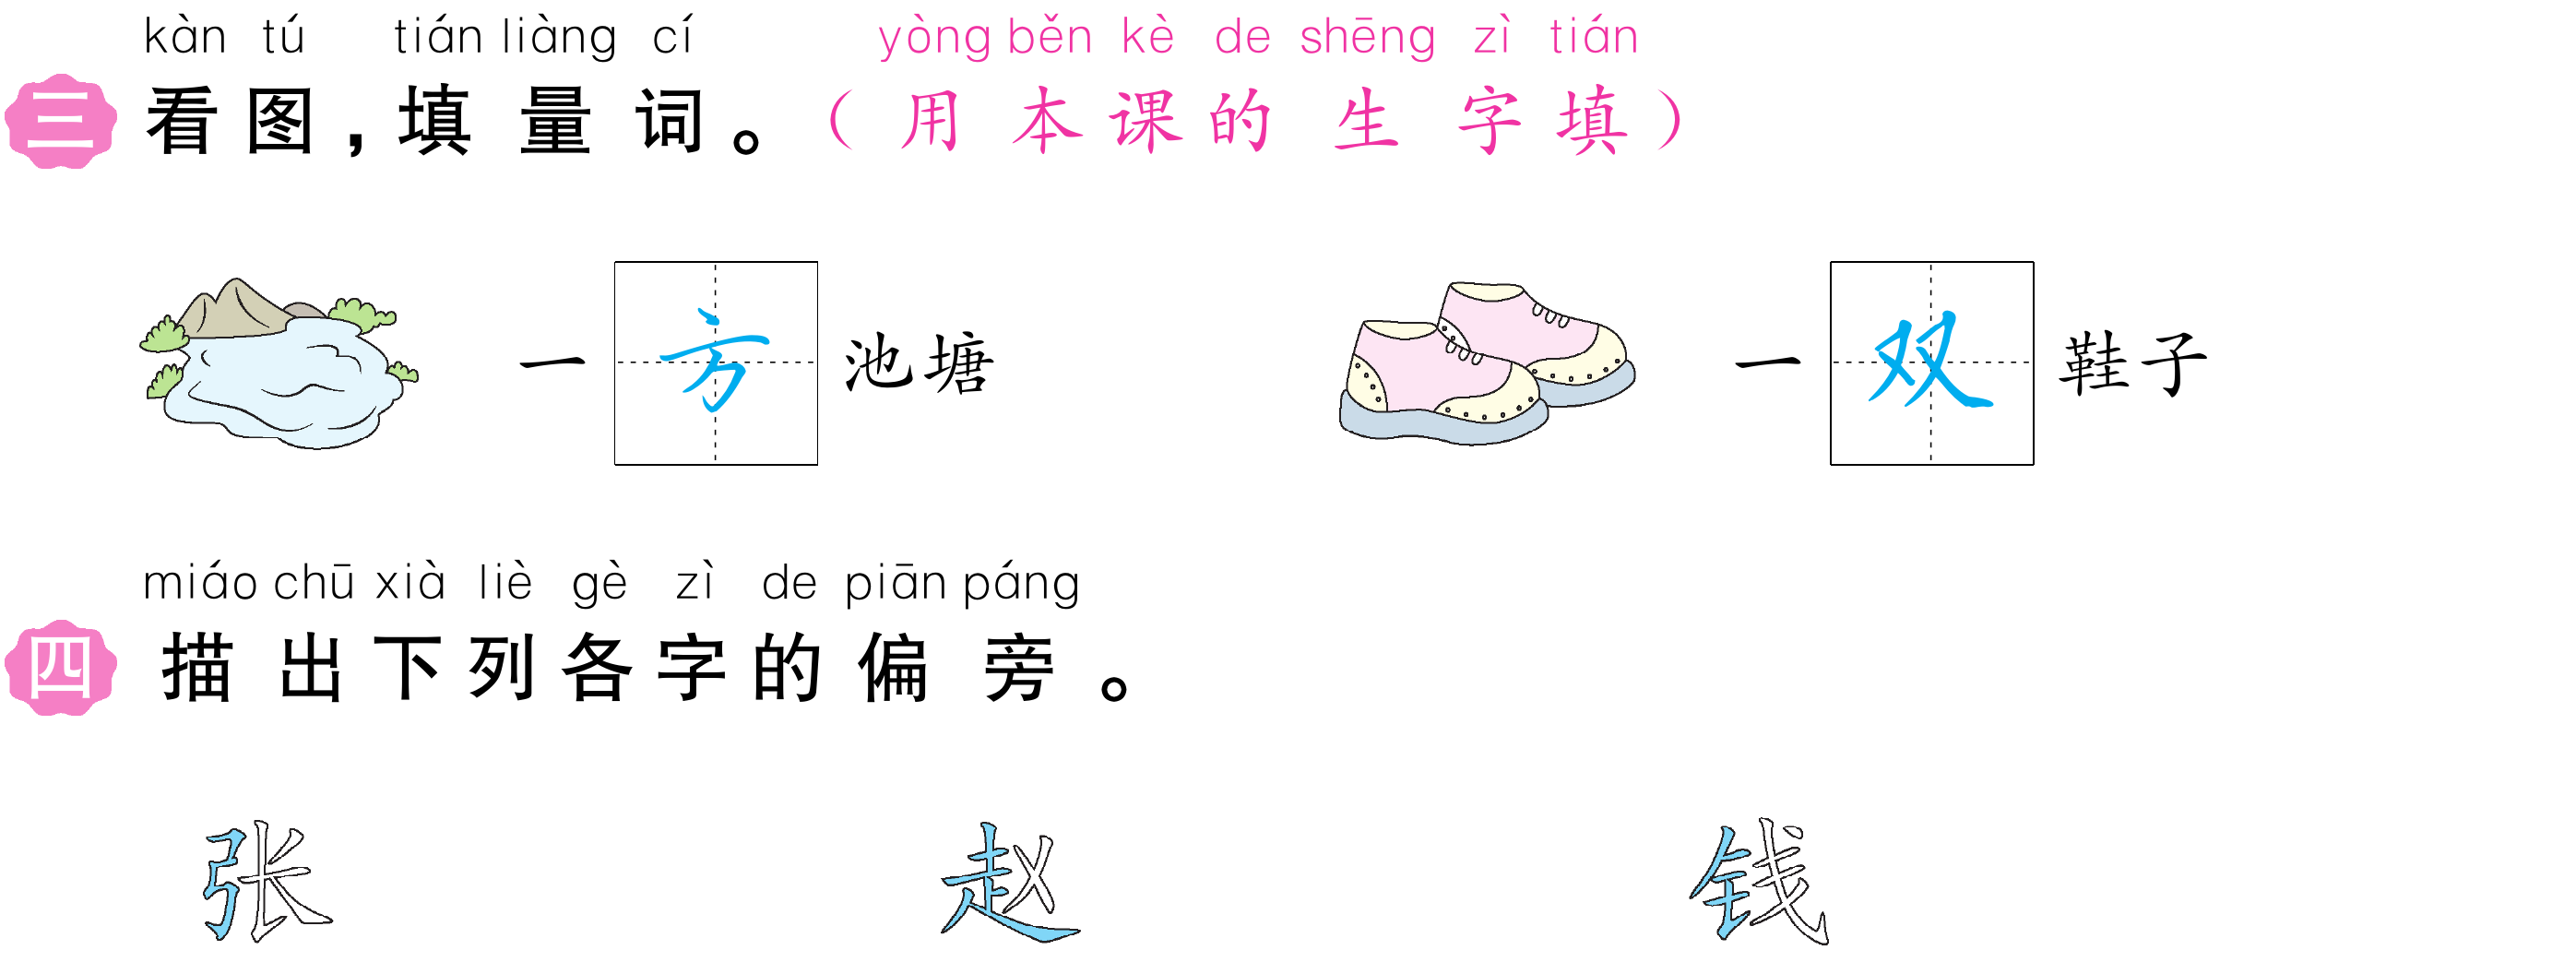 kàn tú tián liàng cí yòng běn kè de shēng zì tián
三 看图，填量词。（用本课的生字填）
一方池塘 一双鞋子
miáo chū xià liè gè zì de piān páng
四 描出下列各字的偏旁。
张 赵 钱